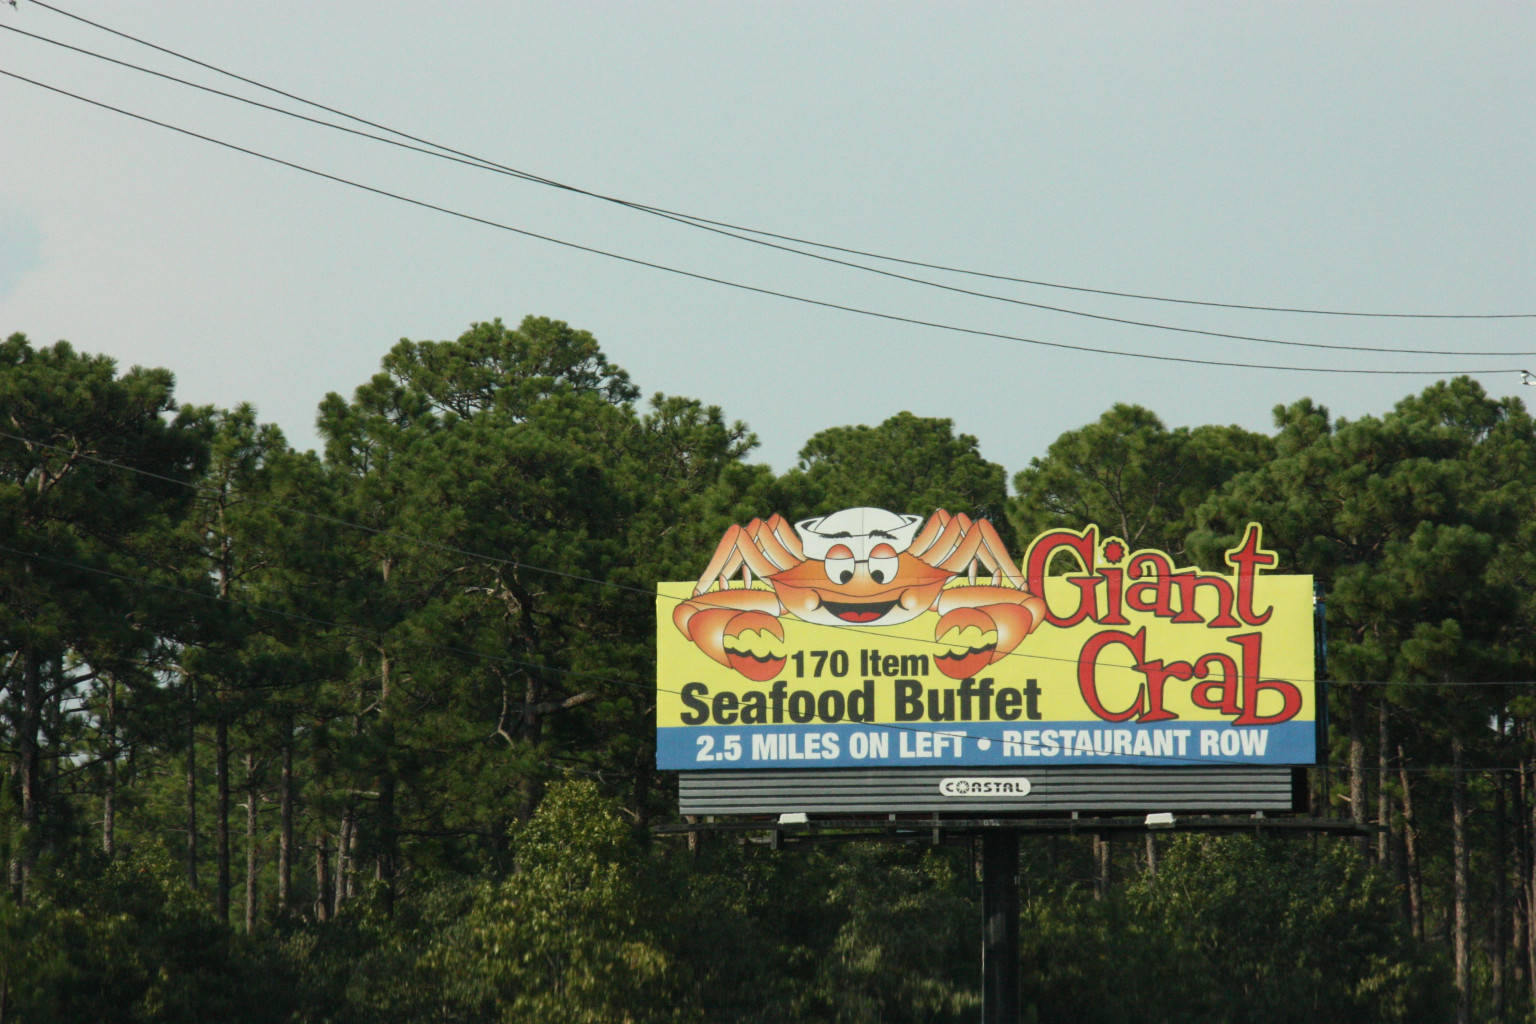 Giant
Crab
170 Item
Seafood Buffet
2.5 MILES ON LEFT • RESTAURANT ROW
COASTAL